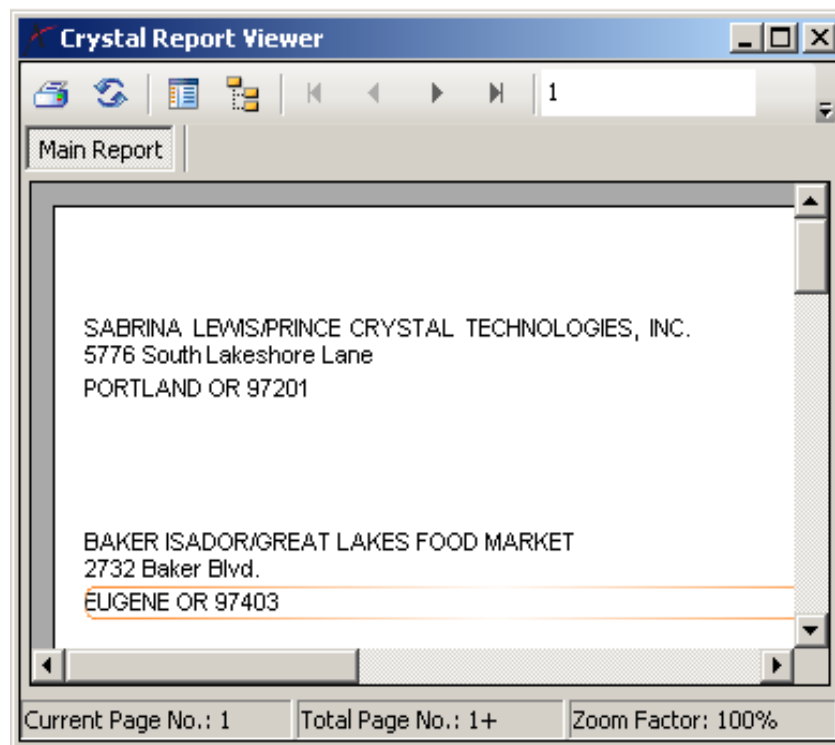 Crystal Report Viewer
1
Main Report
SABRINA LEWIS/PRINCE CRYSTAL TECHNOLOGIES, INC.
5776 South Lakeshore Lane
PORTLAND OR 97201
BAKER ISADOR/GREAT LAKES FOOD MARKET
2732 Baker Blvd.
EUGENE OR 97403
Current Page No.: 1 Total Page No.: 1+ Zoom Factor: 100%